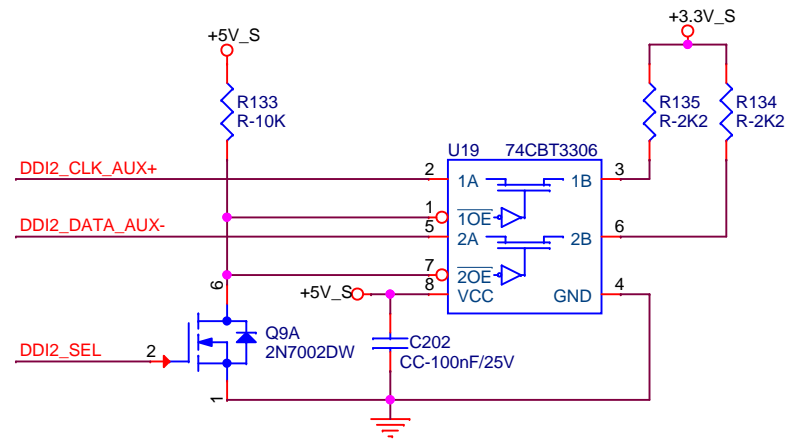 +5V_S
+3.3V_S
R133
R-10K
R135
R-2K2
R134
R-2K2
U19
74CBT3306
DDI2_CLK_AUX+
2
1A
1B
3
1
1OE
DDI2_DATA_AUX-
5
2A
2B
6
7
2OE
6
+5V_S
8
VCC
GND
4
Q9A
2N7002DW
C202
CC-100nF/25V
DDI2_SEL
2
1